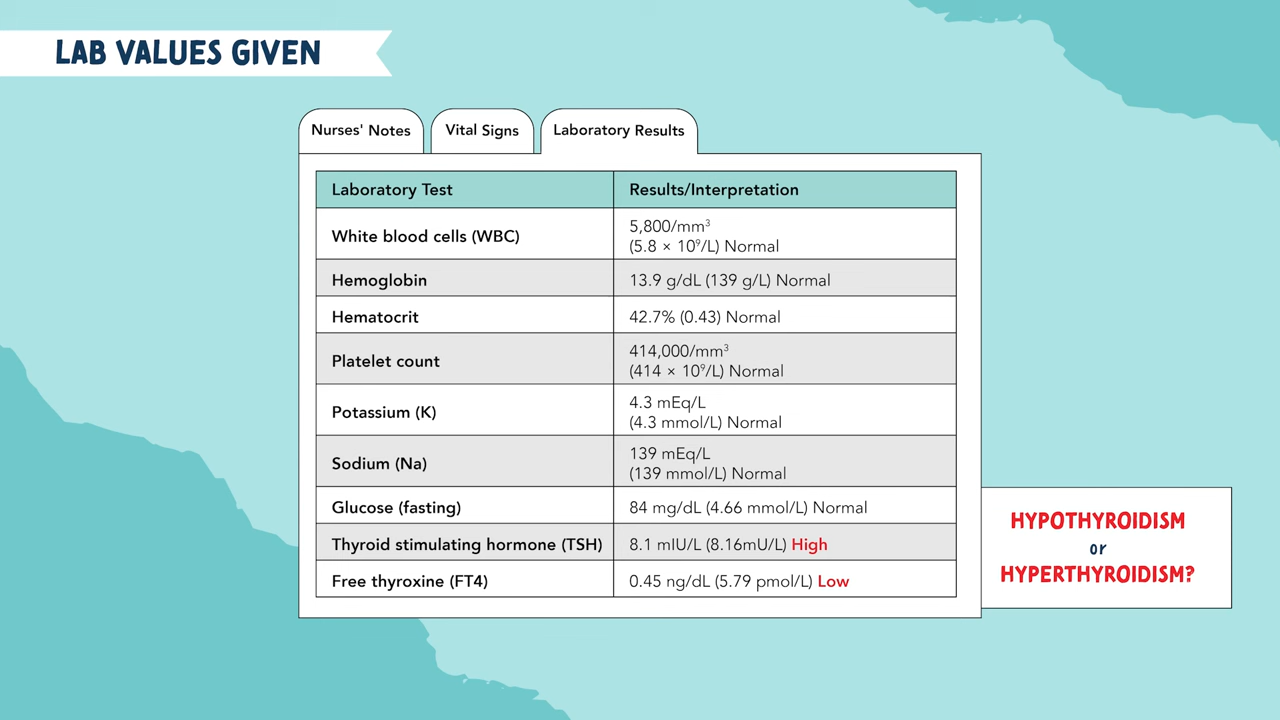 LAB VALUES GIVEN
Nurses' Notes
Vital Signs
Laboratory Results
Laboratory Test
Results/Interpretation
White blood cells (WBC)
5,800/mm³
(5.8 × 10⁹/L) Normal
Hemoglobin
13.9 g/dL (139 g/L) Normal
Hematocrit
42.7% (0.43) Normal
Platelet count
414,000/mm³
(414 × 10⁹/L) Normal
Potassium (K)
4.3 mEq/L
(4.3 mmol/L) Normal
Sodium (Na)
139 mEq/L
(139 mmol/L) Normal
Glucose (fasting)
84 mg/dL (4.66 mmol/L) Normal
Thyroid stimulating hormone (TSH)
8.1 mIU/L (8.16mU/L) High
Free thyroxine (FT4)
0.45 ng/dL (5.79 pmol/L) Low
HYPOTHYROIDISM
or
HYPERTHYROIDISM?